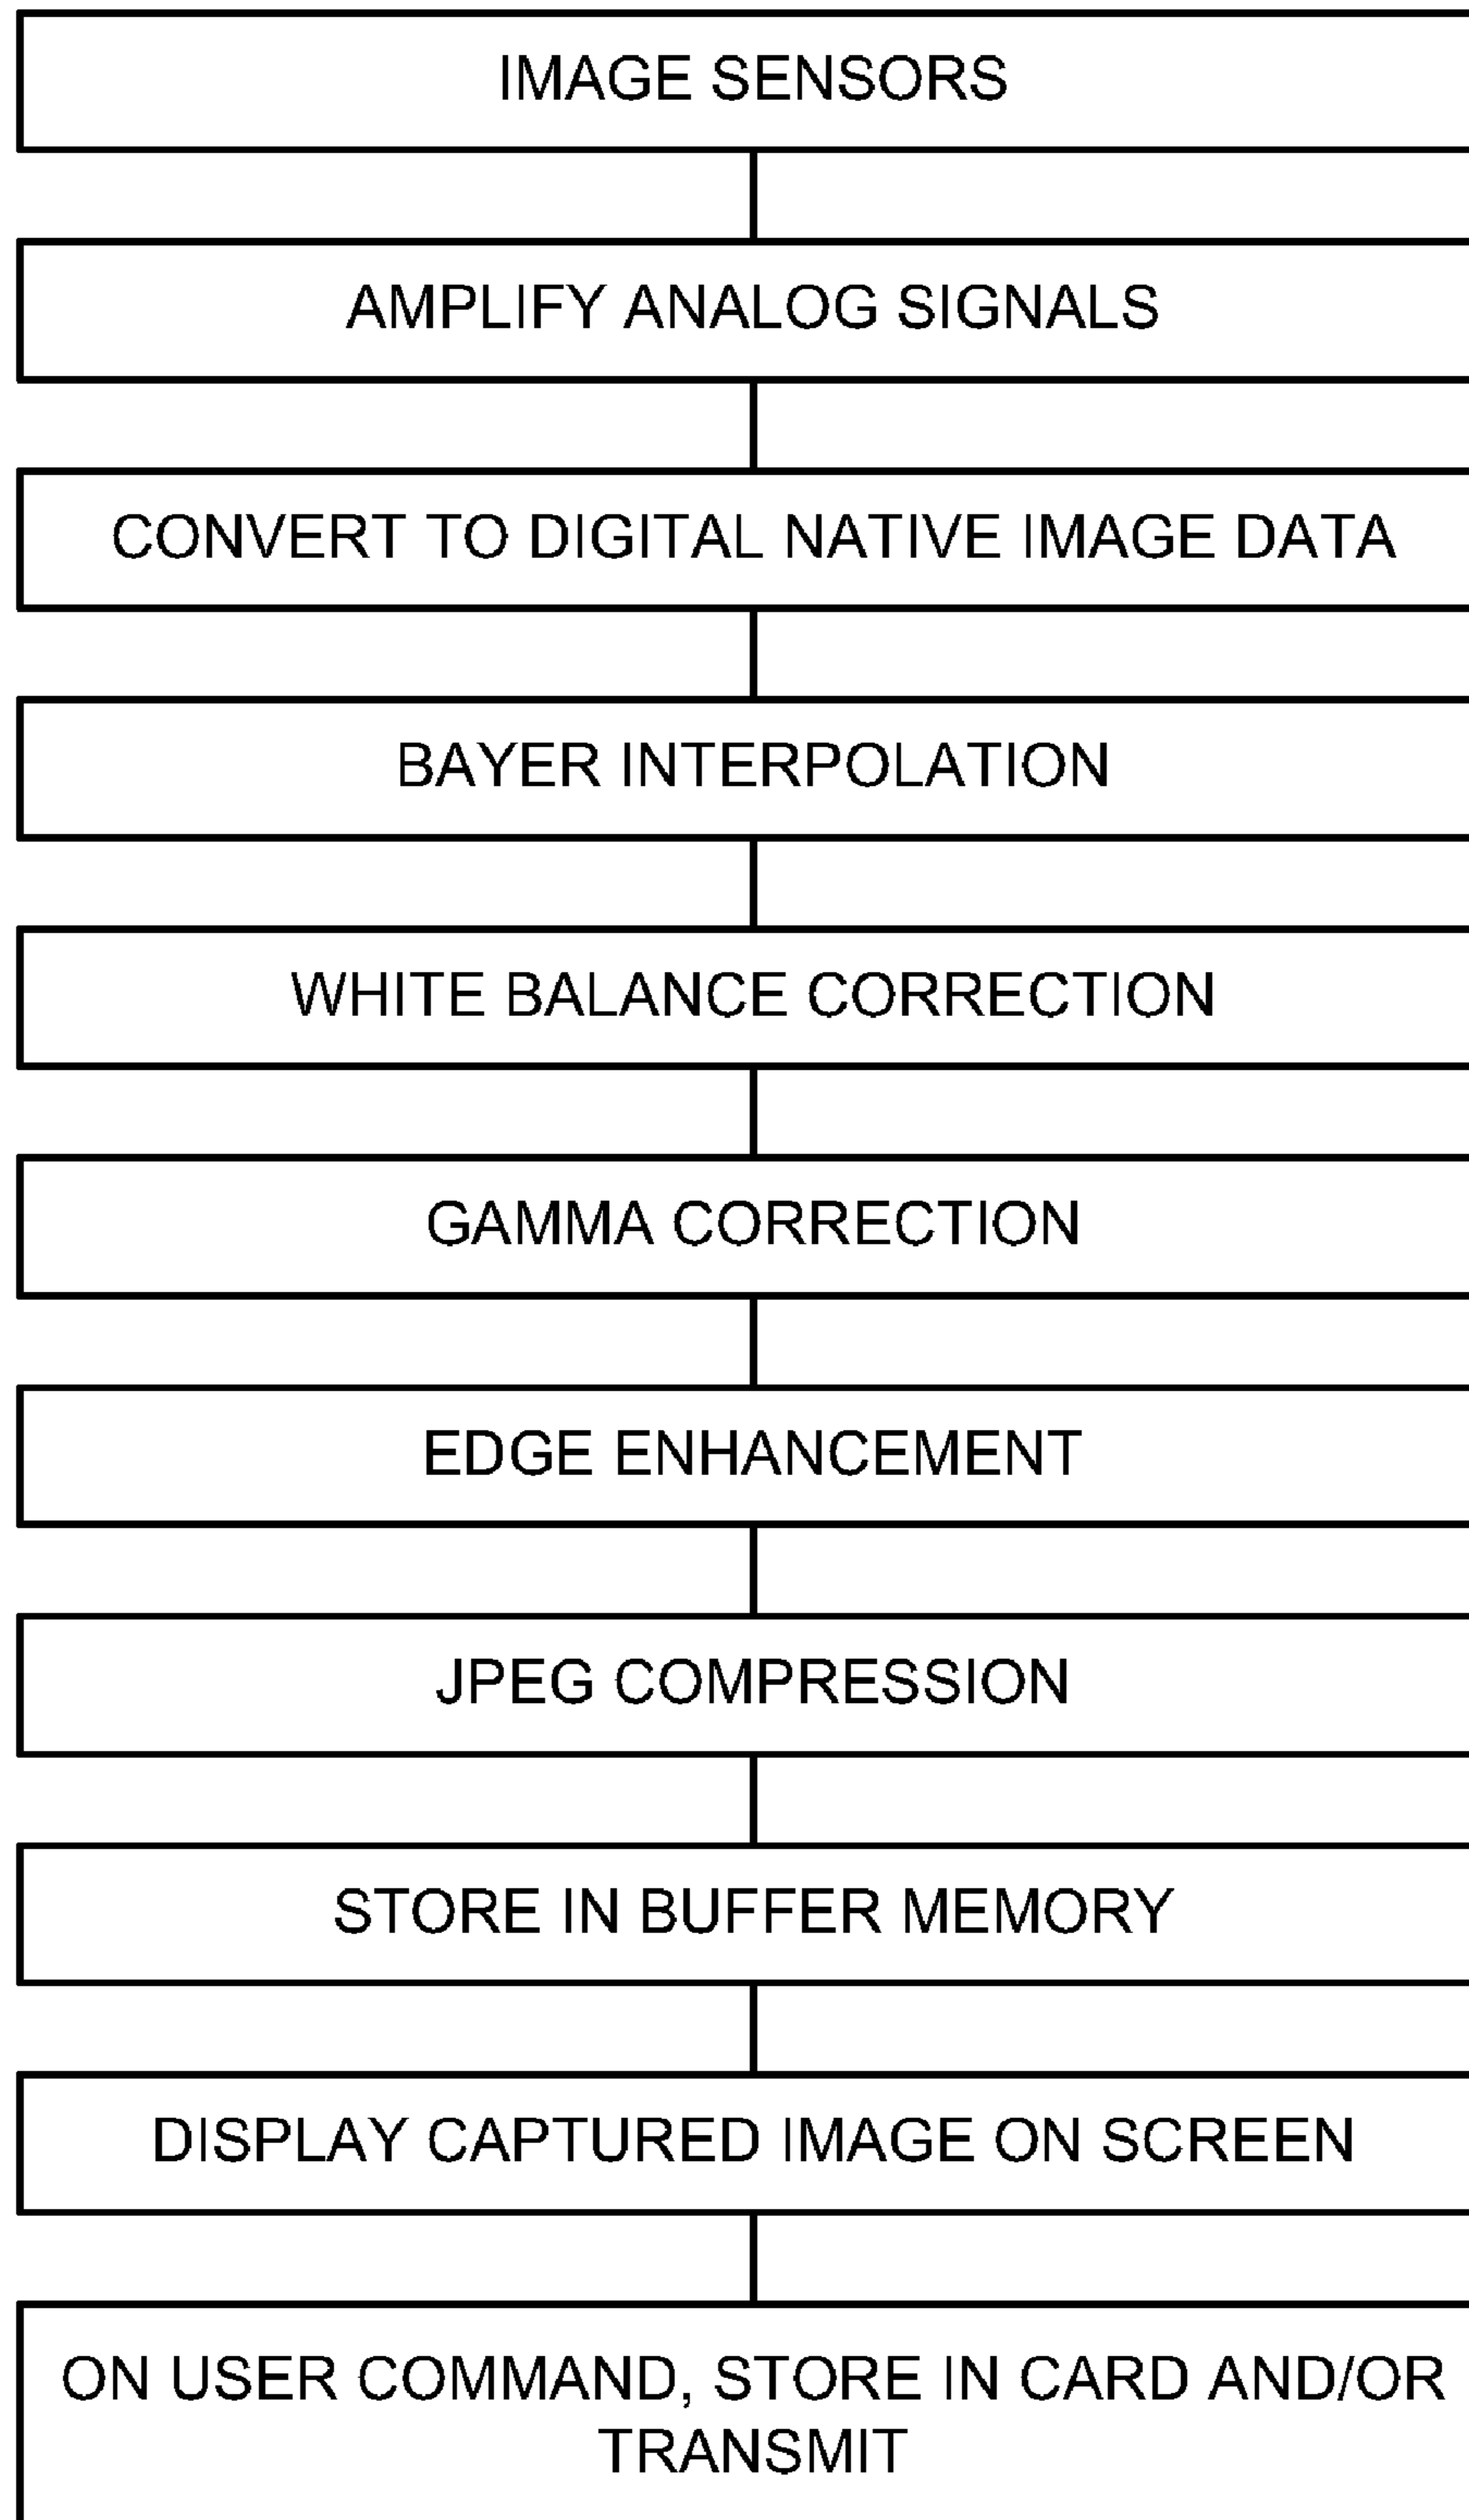 IMAGE SENSORS
AMPLIFY ANALOG SIGNALS
CONVERT TO DIGITAL NATIVE IMAGE DATA
BAYER INTERPOLATION
WHITE BALANCE CORRECTION
GAMMA CORRECTION
EDGE ENHANCEMENT
JPEG COMPRESSION
STORE IN BUFFER MEMORY
DISPLAY CAPTURED IMAGE ON SCREEN
ON USER COMMAND, STORE IN CARD AND/OR
TRANSMIT